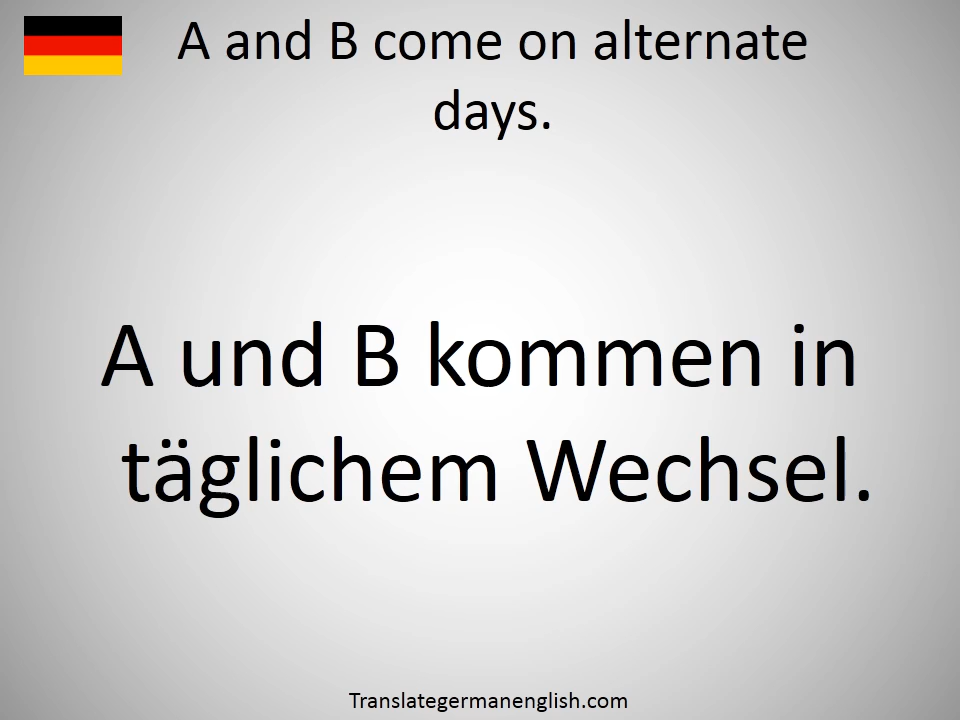 A and B come on alternate
days.
A und B kommen in
täglichem Wechsel.
Translategermanenglish.com